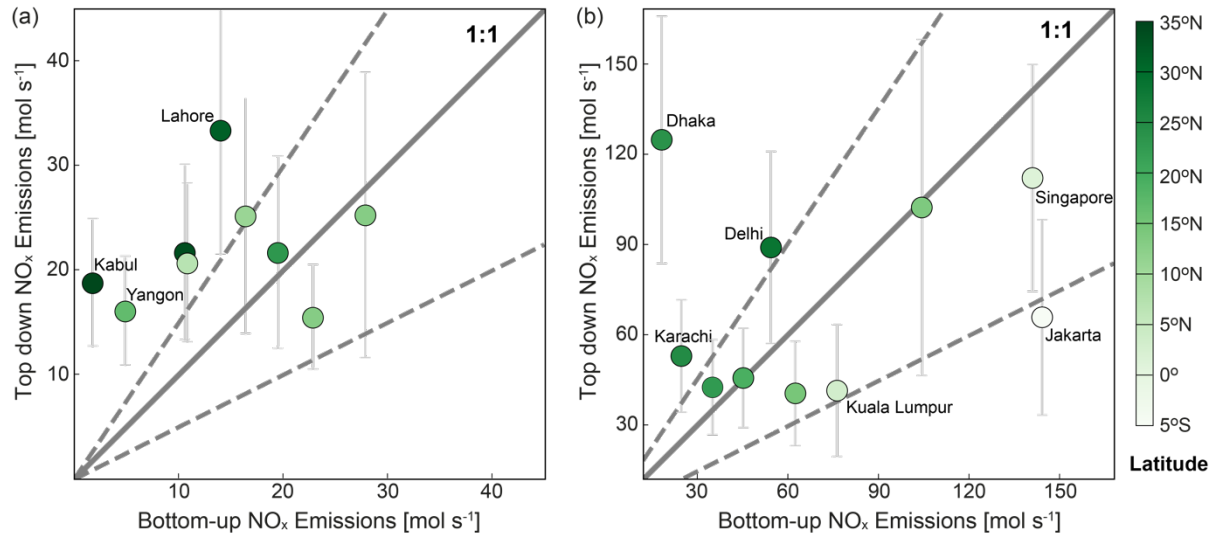 (a)
1:1
Top down NOₓ Emissions [mol s⁻¹]
40
30
20
10
Lahore
Kabul
Yangon
10
20
30
40
Bottom-up NOₓ Emissions [mol s⁻¹]
(b)
1:1
Top down NOₓ Emissions [mol s⁻¹]
150
120
90
60
30
Dhaka
Delhi
Singapore
Karachi
Jakarta
Kuala Lumpur
30
60
90
120
150
Bottom-up NOₓ Emissions [mol s⁻¹]
35ºN
30ºN
25ºN
20ºN
15ºN
10ºN
5ºN
0º
5ºS
Latitude